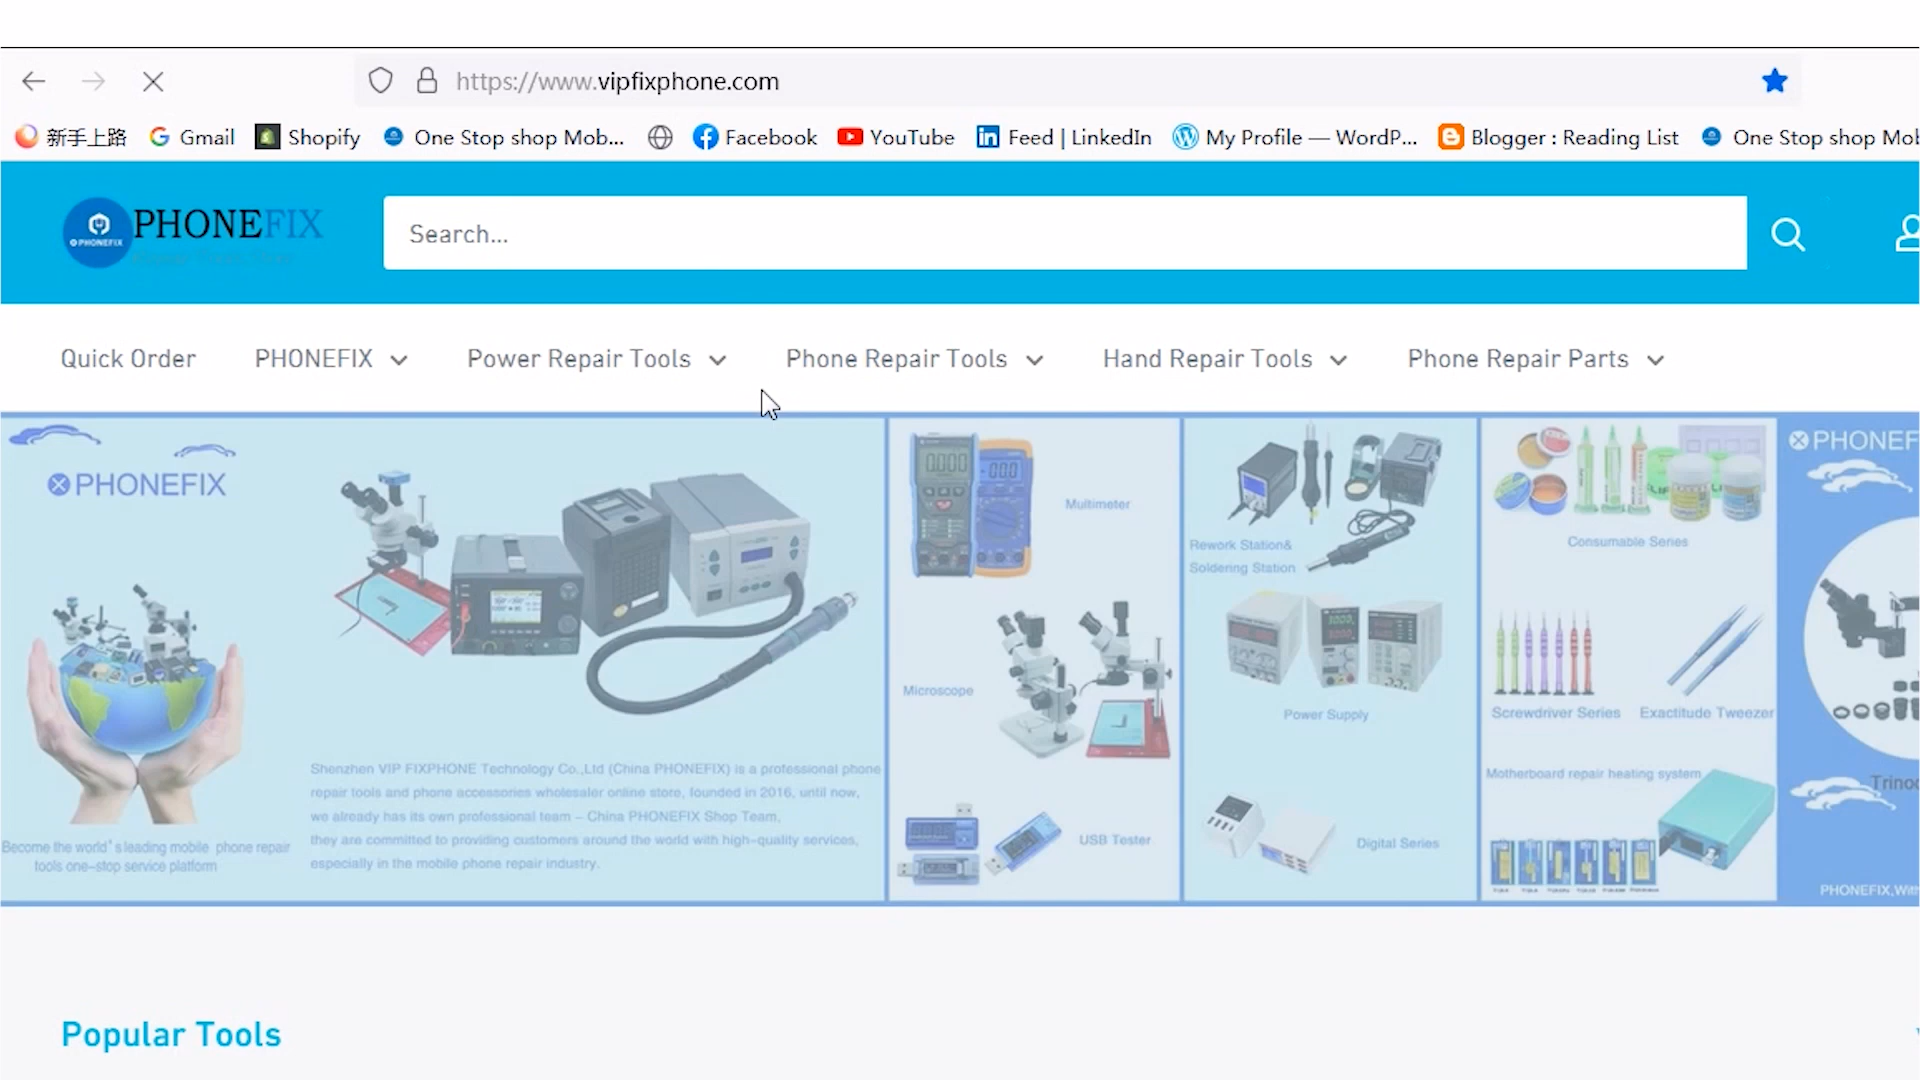 https://www.vipfixphone.com
新手上路 Gmail Shopify One Stop shop Mob... Facebook YouTube Feed | LinkedIn My Profile — WordP... Blogger : Reading List One Stop shop Mob
PHONEFIX
PHONEFIX
Search...
Quick Order PHONEFIX Power Repair Tools Phone Repair Tools Hand Repair Tools Phone Repair Parts
PHONEFIX
Become the world's leading mobile phone repair
tools one-stop service platform
Shenzhen VIP FIXPHONE Technology Co.,Ltd (China PHONEFIX) is a professional phone
repair tools and phone accessories wholesaler online store, founded in 2016, until now,
we already has its own professional team – China PHONEFIX Shop Team,
they are committed to providing customers around the world with high-quality services,
especially in the mobile phone repair industry.
Multimeter
Microscope
USB Tester
Rework Station&
Soldering Station
Power Supply
Digital Series
Consumable Series
Screwdriver Series Exactitude Tweezer
Motherboard repair heating system
PHONEF
Trinoc
PHONEFIX,With
Popular Tools